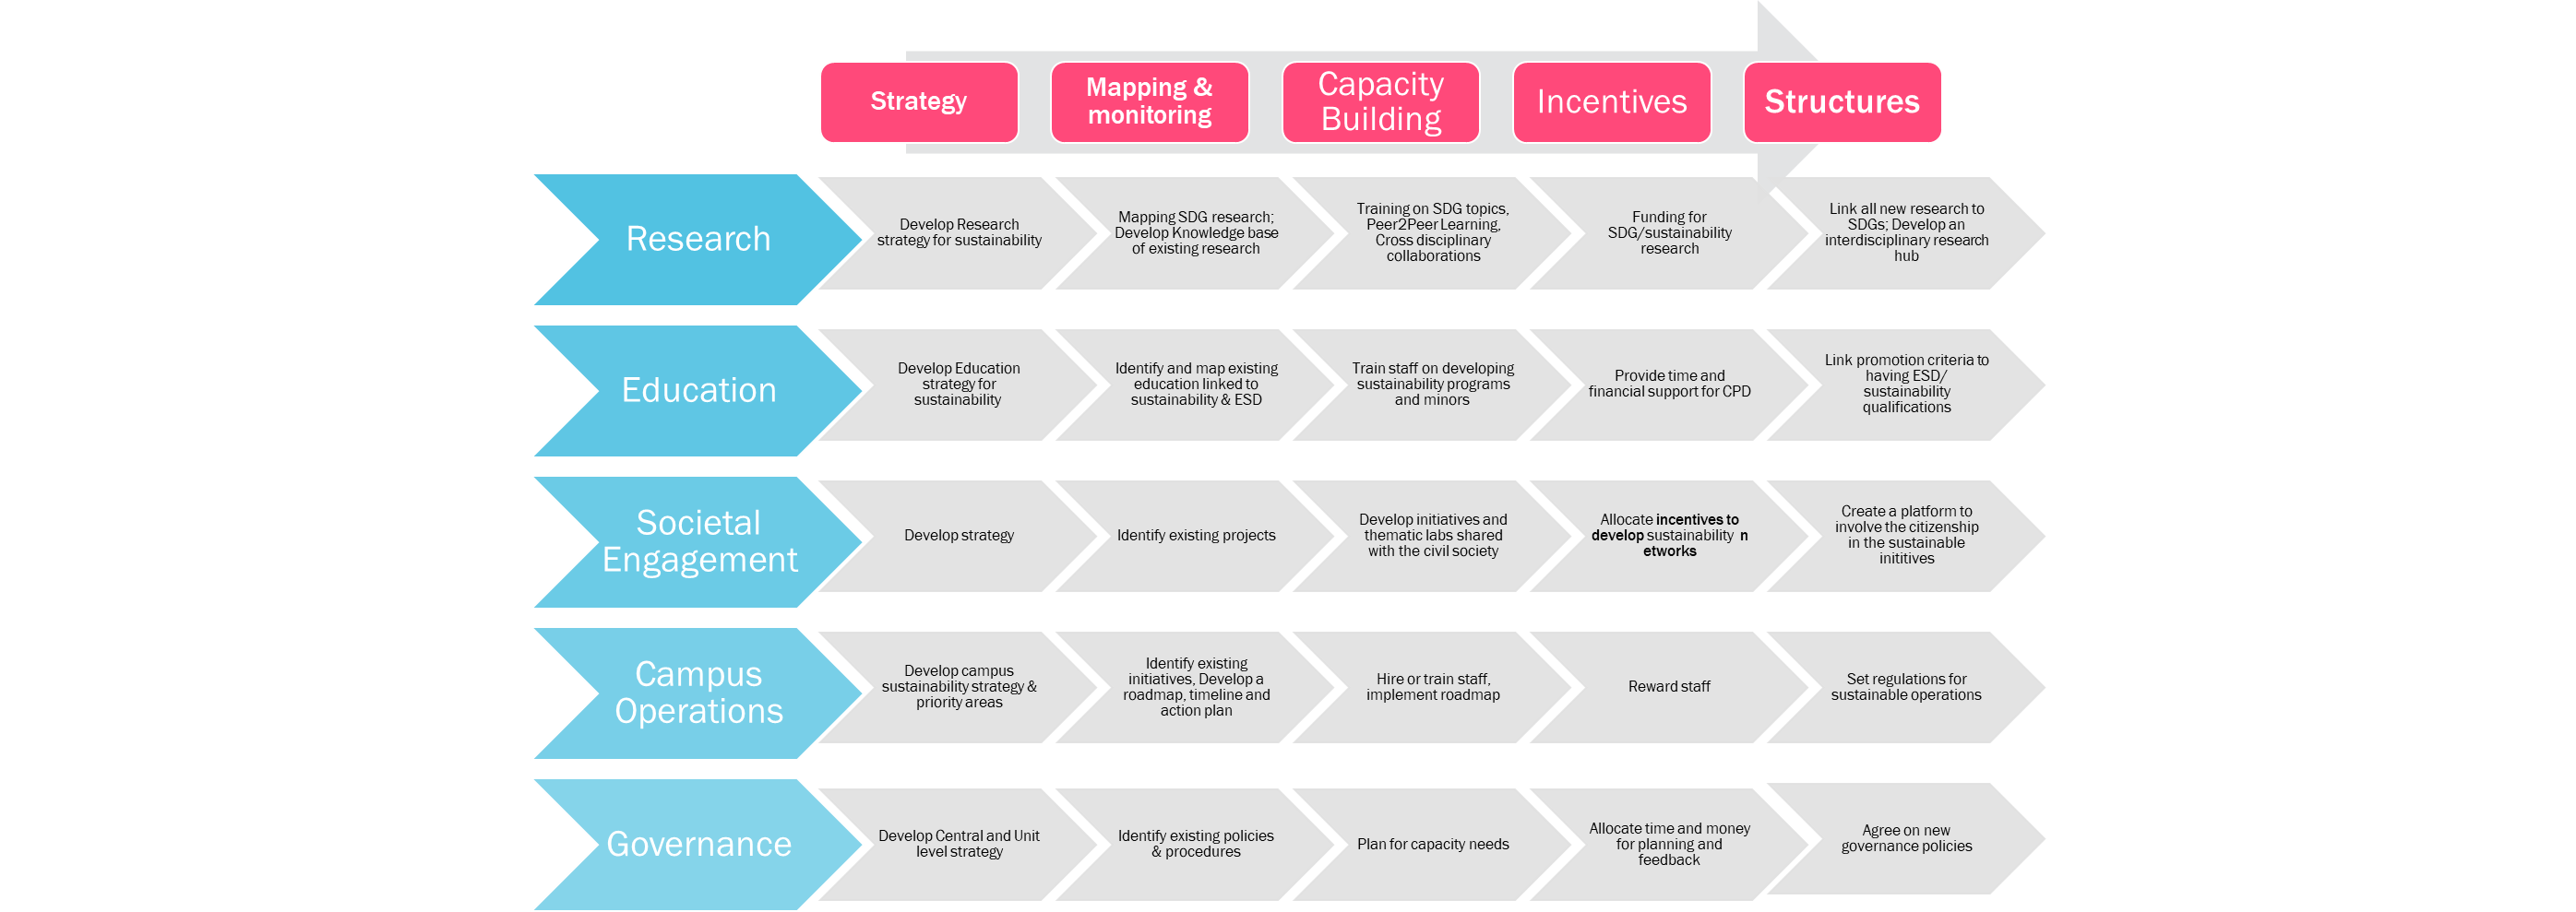 Strategy
Mapping &
monitoring
Capacity
Building
Incentives
Structures
Research
Develop Research
strategy for sustainability
Mapping SDG research;
Develop Knowledge base
of existing research
Training on SDG topics,
Peer2Peer Learning,
Cross disciplinary
collaborations
Funding for
SDG/sustainability
research
Link all new research to
SDGs; Develop an
interdisciplinary research
hub
Education
Develop Education
strategy for
sustainability
Identify and map existing
education linked to
sustainability & ESD
Train staff on developing
sustainability programs
and minors
Provide time and
financial support for CPD
Link promotion criteria to
having ESD/
sustainability
qualifications
Societal
Engagement
Develop strategy
Identify existing projects
Develop initiatives and
thematic labs shared
with the civil society
Allocate incentives to
develop sustainability n
etworks
Create a platform to
involve the citizenship
in the sustainable
inititives
Campus
Operations
Develop campus
sustainability strategy &
priority areas
Identify existing
initiatives, Develop a
roadmap, timeline and
action plan
Hire or train staff,
implement roadmap
Reward staff
Set regulations for
sustainable operations
Governance
Develop Central and Unit
level strategy
Identify existing policies
& procedures
Plan for capacity needs
Allocate time and money
for planning and
feedback
Agree on new
governance policies